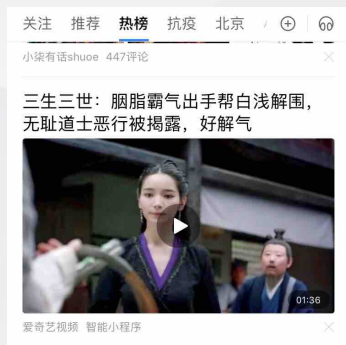 关注 推荐 热榜 抗疫 北京
小柒有话shuoe 447评论
三生三世：胭脂霸气出手帮白浅解围，
无耻道士恶行被揭露，好解气
01:36
爱奇艺视频 智能小程序